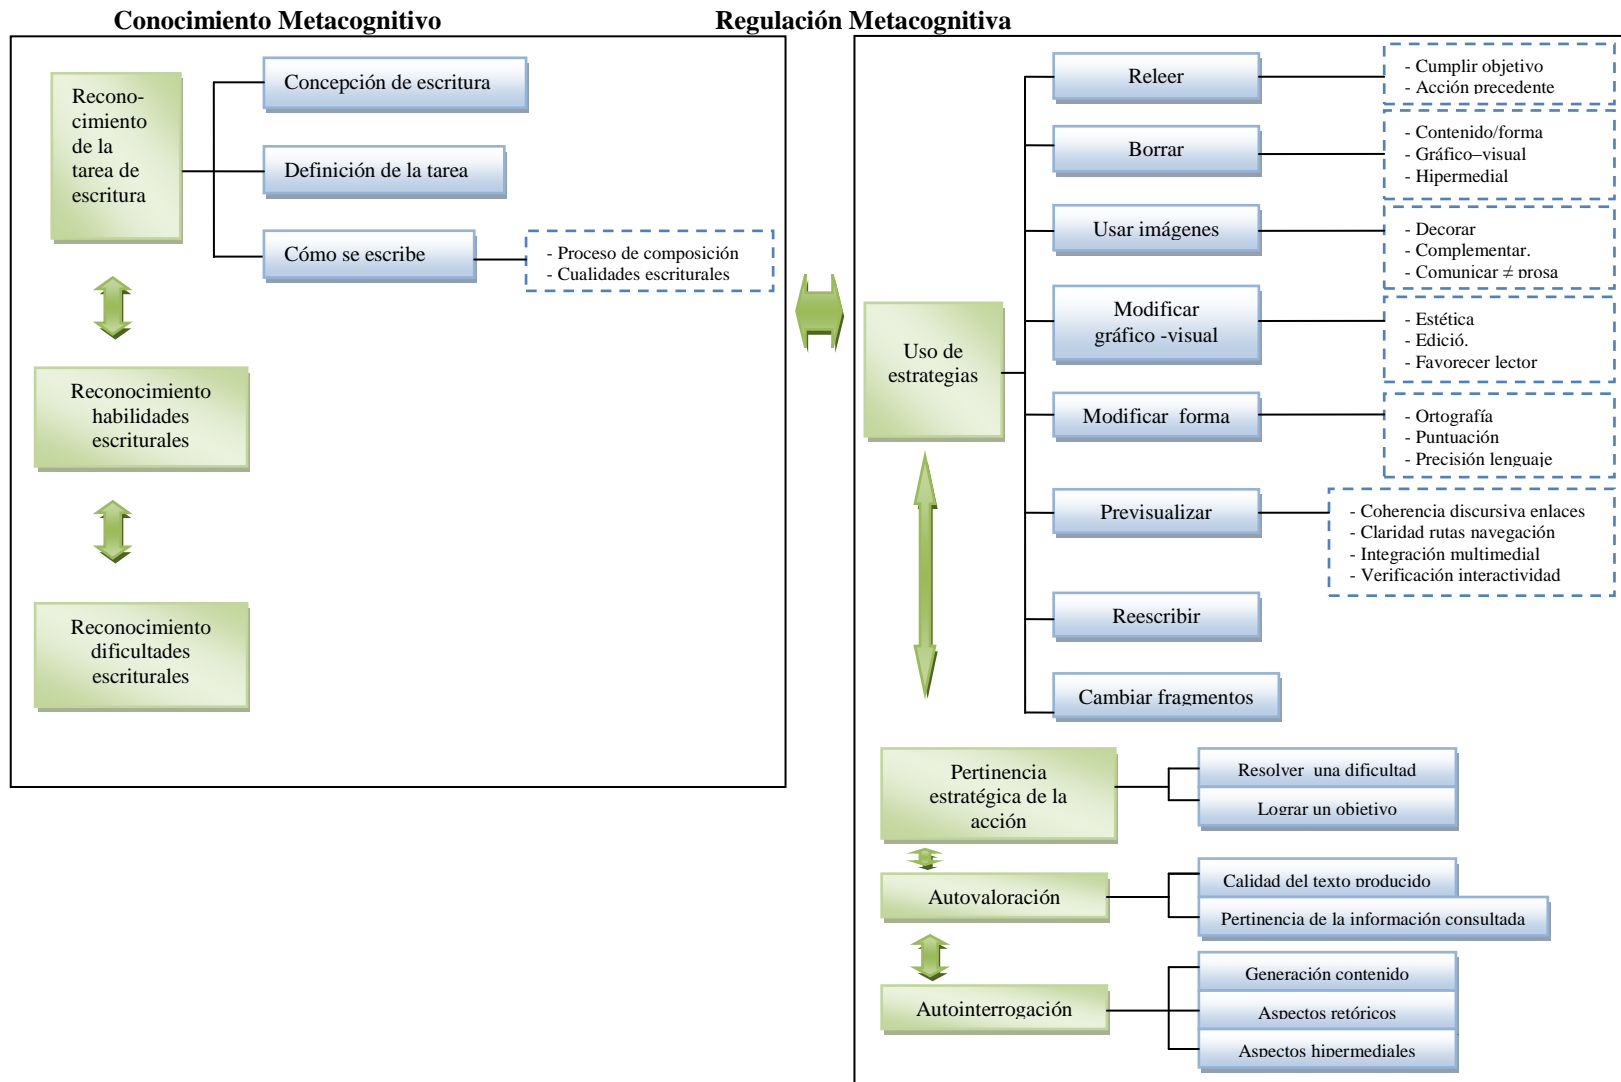 Conocimiento Metacognitivo
Recono-
cimiento
de la
tarea de
escritura
Concepción de escritura
Definición de la tarea
Cómo se escribe
- Proceso de composición
- Cualidades escriturales
Reconocimiento
habilidades
escriturales
Reconocimiento
dificultades
escriturales
Regulación Metacognitiva
Uso de
estrategias
Releer
- Cumplir objetivo
- Acción precedente
Borrar
- Contenido/forma
- Gráfico–visual
- Hipermedial
Usar imágenes
- Decorar
- Complementar.
- Comunicar ≠ prosa
Modificar
gráfico -visual
- Estética
- Edició.
- Favorecer lector
Modificar forma
- Ortografía
- Puntuación
- Precisión lenguaje
Previsualizar
- Coherencia discursiva enlaces
- Claridad rutas navegación
- Integración multimedial
- Verificación interactividad
Reescribir
Cambiar fragmentos
Pertinencia
estratégica de la
acción
Resolver una dificultad
Lograr un objetivo
Autovaloración
Calidad del texto producido
Pertinencia de la información consultada
Autointerrogación
Generación contenido
Aspectos retóricos
Aspectos hipermediales